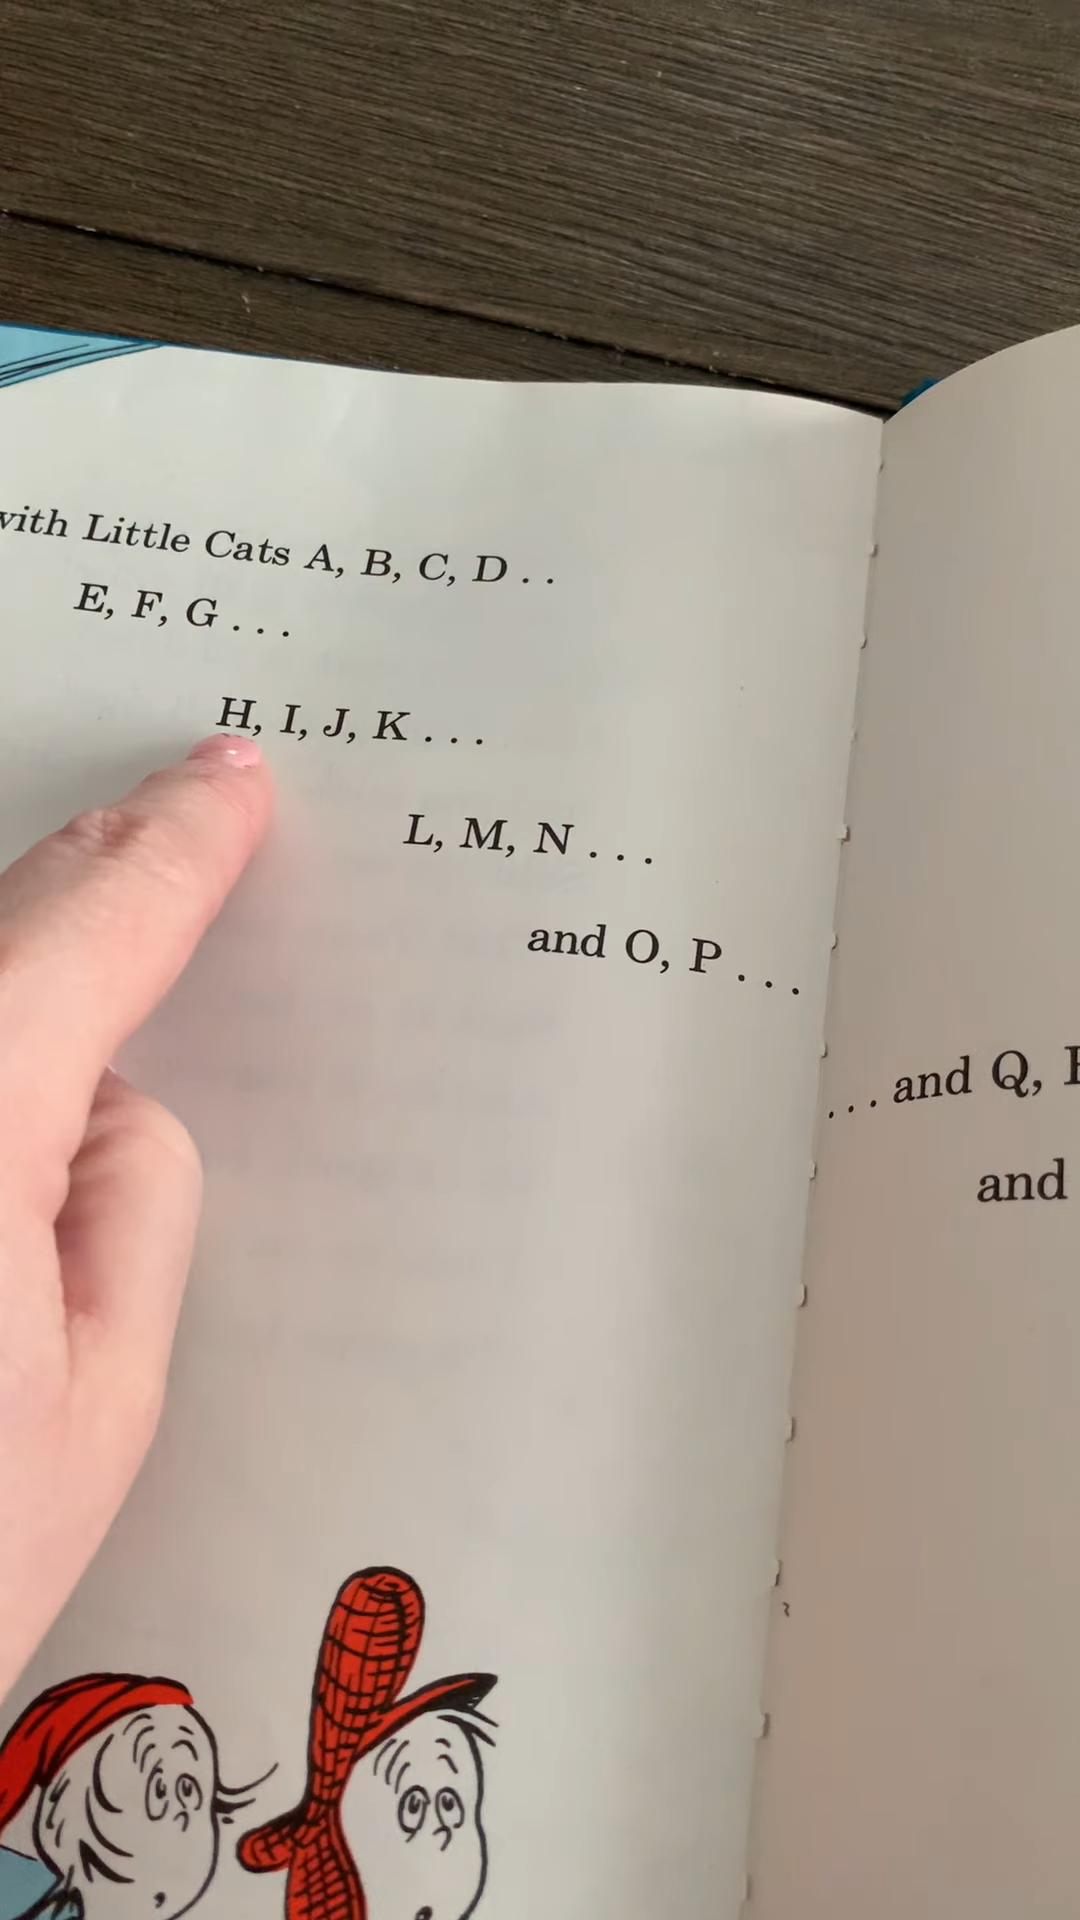 with Little Cats A, B, C, D . .
E, F, G . . .
H, I, J, K . . .
L, M, N . . .
and O, P . . .
. . . and Q,
and